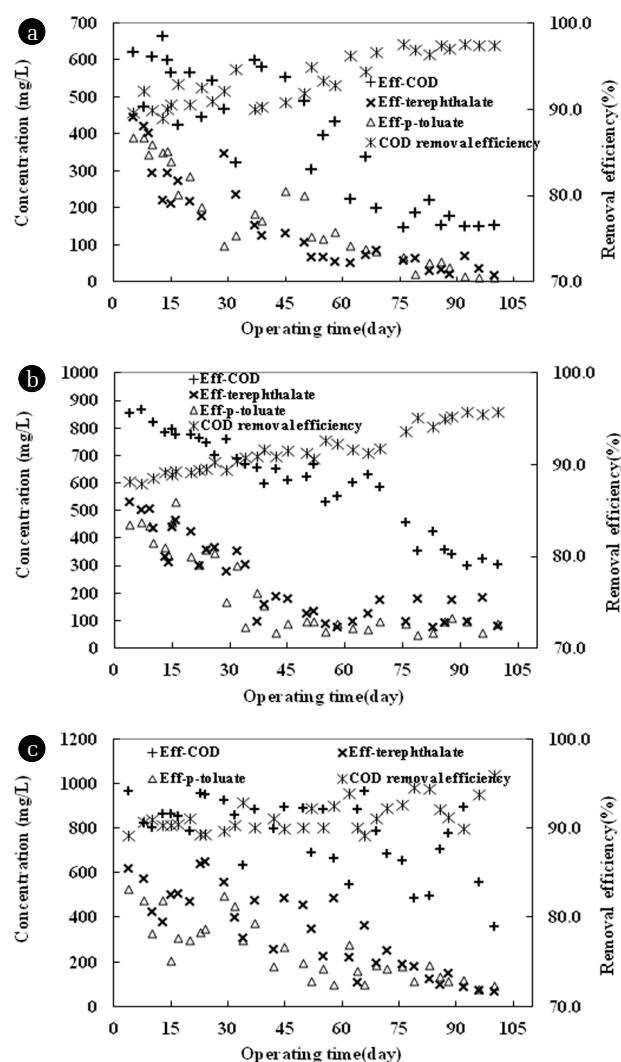 a
700
600
500
400
300
200
100
0
100.0
90.0
80.0
70.0
0 15 30 45 60 75 90 105
Concentration (mg/L)
Removal efficiency(%)
Operating time(day)
Eff-COD
Eff-terephthalate
Eff-p-toluate
COD removal efficiency
b
1000
900
800
700
600
500
400
300
200
100
0
100.0
90.0
80.0
70.0
0 15 30 45 60 75 90 105
Concentration (mg/L)
Removal efficiency(%)
Operating time(day)
Eff-COD
Eff-terephthalate
Eff-p-toluate
COD removal efficiency
c
1200
1000
800
600
400
200
0
100.0
90.0
80.0
70.0
0 15 30 45 60 75 90 105
Concentration (mg/L)
Removal efficiency(%)
Operating time(day)
Eff-COD
Eff-terephthalate
Eff-p-toluate
COD removal efficiency